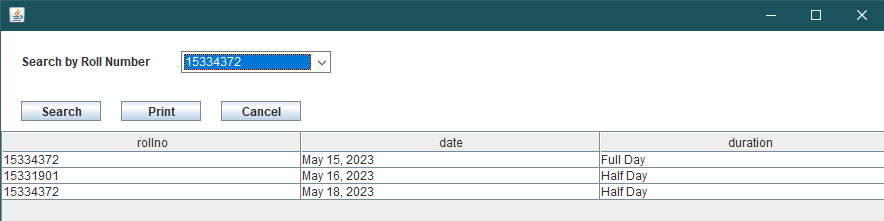 Search by Roll Number 15334372
Search Print Cancel
rollno date duration
15334372 May 15, 2023 Full Day
15331901 May 16, 2023 Half Day
15334372 May 18, 2023 Half Day